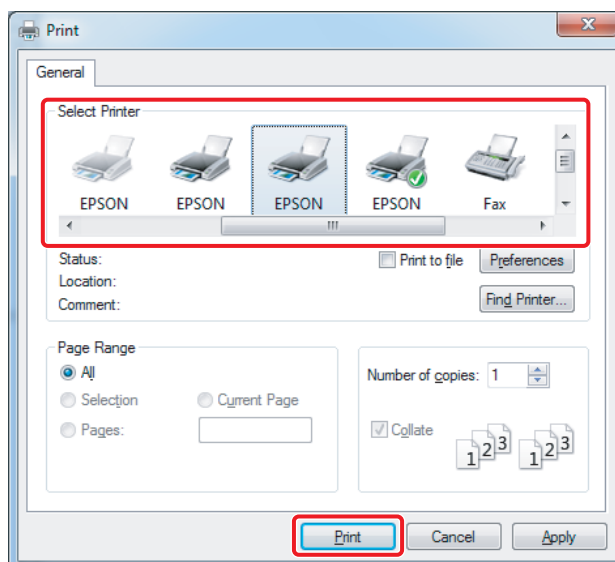 Print
General
Select Printer
EPSON EPSON EPSON EPSON Fax
Status: Print to file Preferences
Location:
Comment: Find Printer...
Page Range
All Number of copies: 1
Selection Current Page
Pages: Collate
1 2 3 1 2 3
Print Cancel Apply